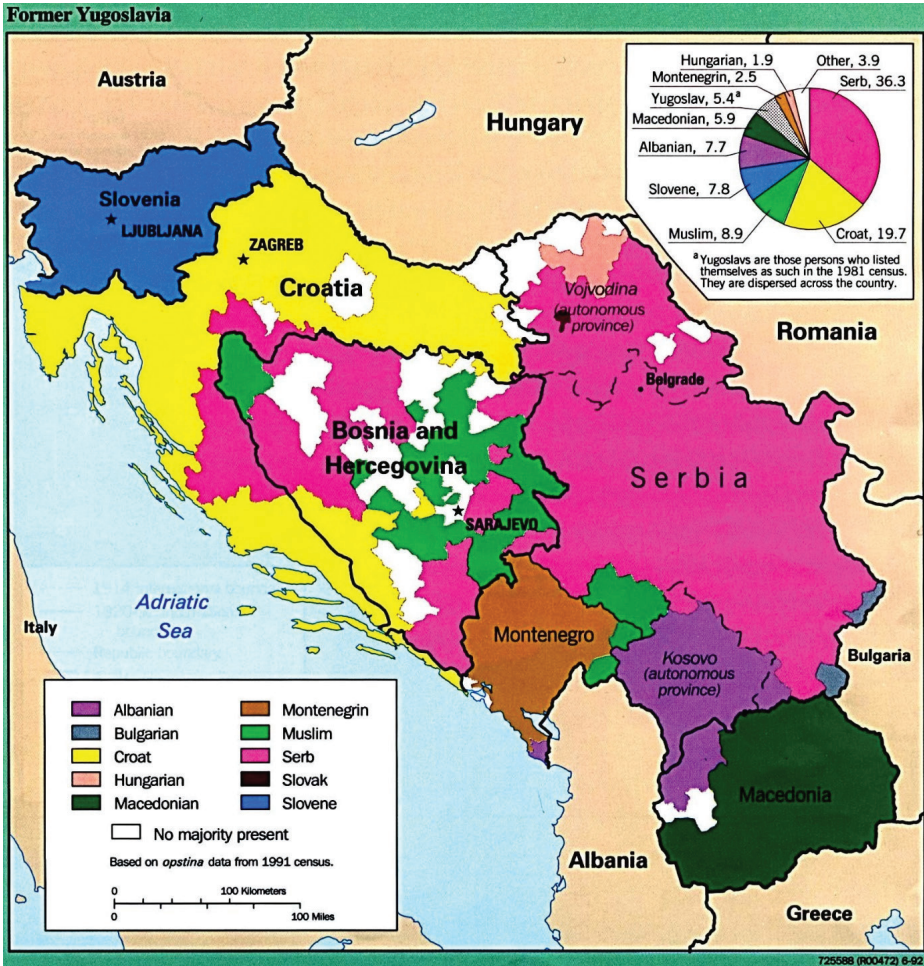 Former Yugoslavia
Austria
Hungary
Slovenia
LJUBLJANA
ZAGREB
Croatia
Vojvodina
(autonomous
province)
Romania
Belgrade
Bosnia and
Hercegovina
Serbia
SARAJEVO
Adriatic
Sea
Italy
Montenegro
Kosovo
(autonomous
province)
Bulgaria
Macedonia
Albania
Greece
Hungarian, 1.9
Other, 3.9
Montenegrin, 2.5
Serb, 36.3
Yugoslav, 5.4a
Macedonian, 5.9
Albanian, 7.7
Slovene, 7.8
Muslim, 8.9
Croat, 19.7
a Yugoslavs are those persons who listed
themselves as such in the 1981 census.
They are dispersed across the country.
Albanian
Bulgarian
Croat
Hungarian
Macedonian
Montenegrin
Muslim
Serb
Slovak
Slovene
No majority present
Based on opstina data from 1991 census.
0 100 Kilometers
0 100 Miles
725588 (R00472) 6-92